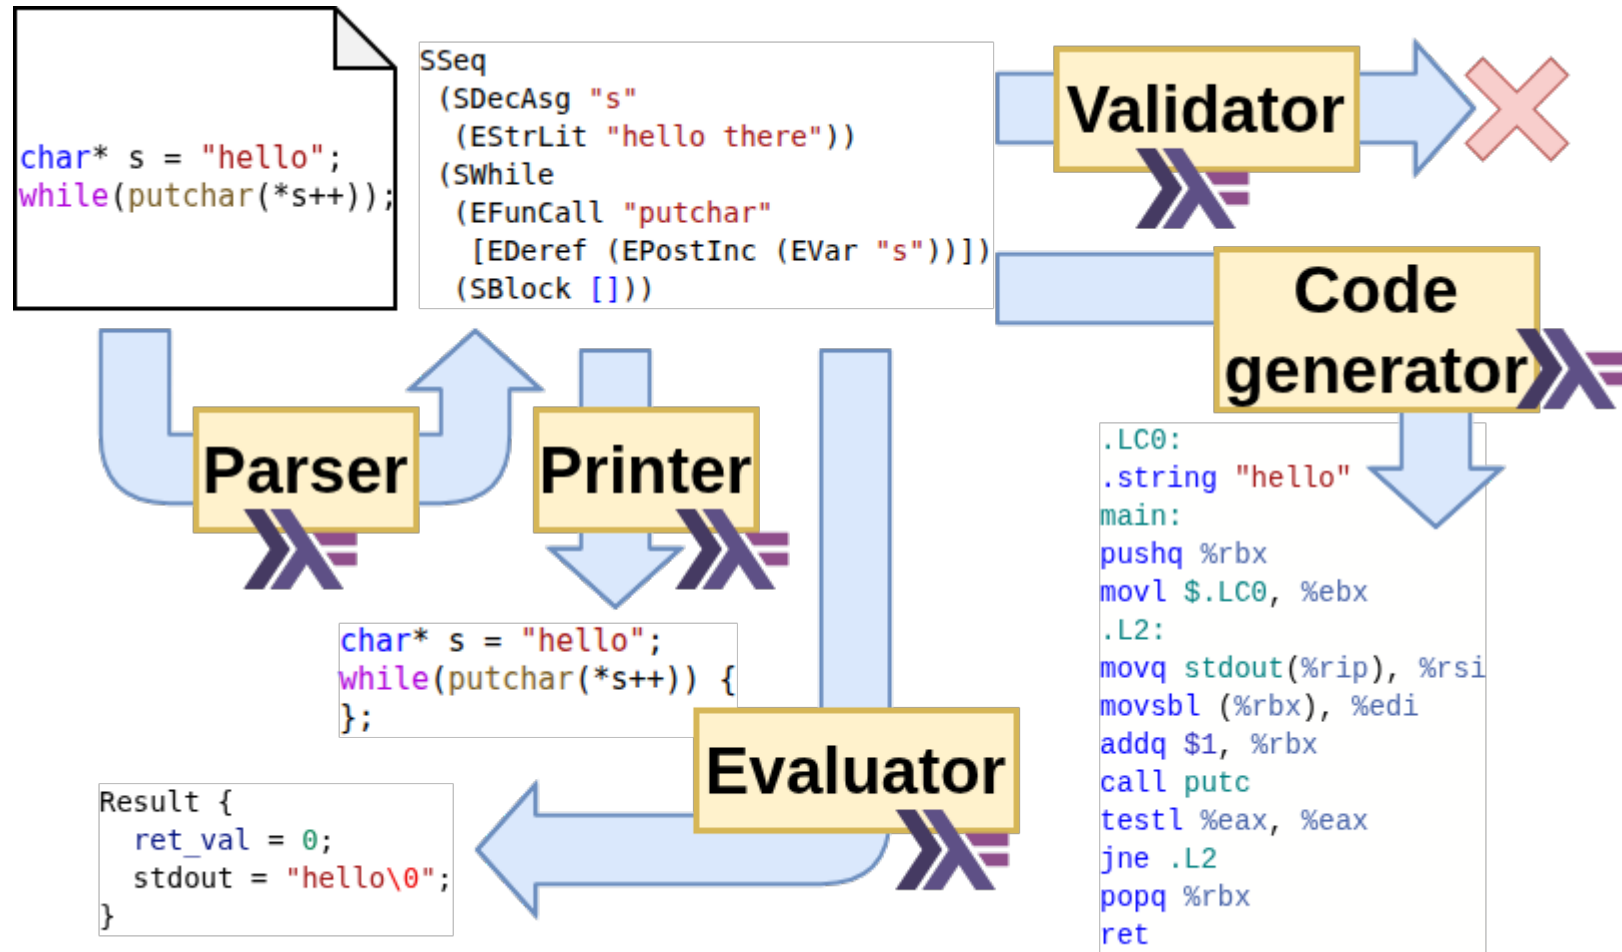 char* s = "hello";
while(putchar(*s++));
SSeq
(SDecAsg "s"
(EStrLit "hello there"))
(SWhile
(EFunCall "putchar"
[EDeref (EPostInc (EVar "s"))])
(SBlock []))
Validator
Code
generator
Parser
Printer
char* s = "hello";
while(putchar(*s++)) {
};
Evaluator
Result {
ret_val = 0;
stdout = "hello\0";
}
.LC0:
.string "hello"
main:
pushq %rbx
movl $.LC0, %ebx
.L2:
movq stdout(%rip), %rsi
movsbl (%rbx), %edi
addq $1, %rbx
call putc
testl %eax, %eax
jne .L2
popq %rbx
ret